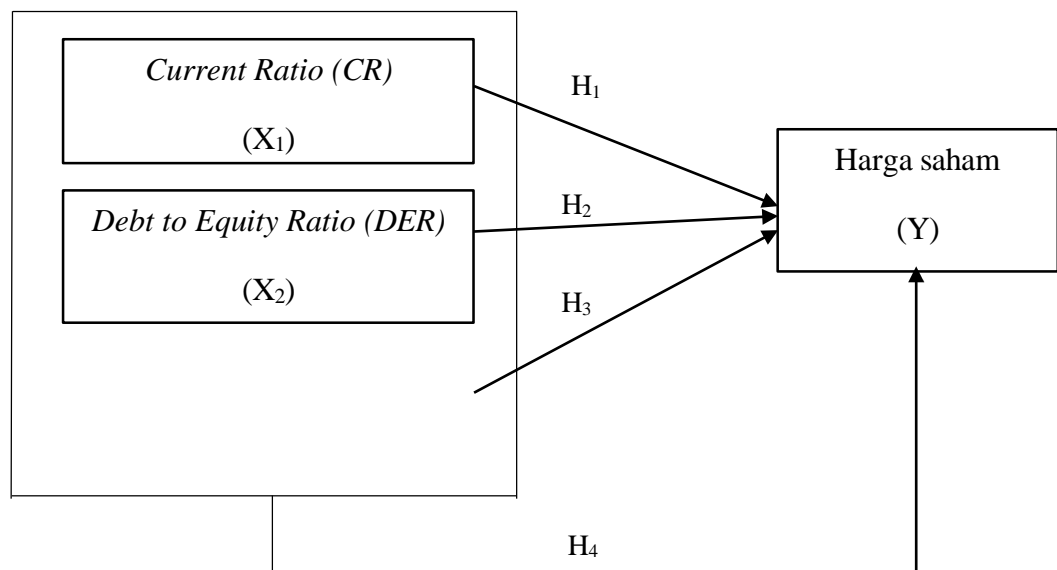 Current Ratio (CR)
(X₁)
H₁
Debt to Equity Ratio (DER)
(X₂)
H₂
H₃
Harga saham
(Y)
H₄